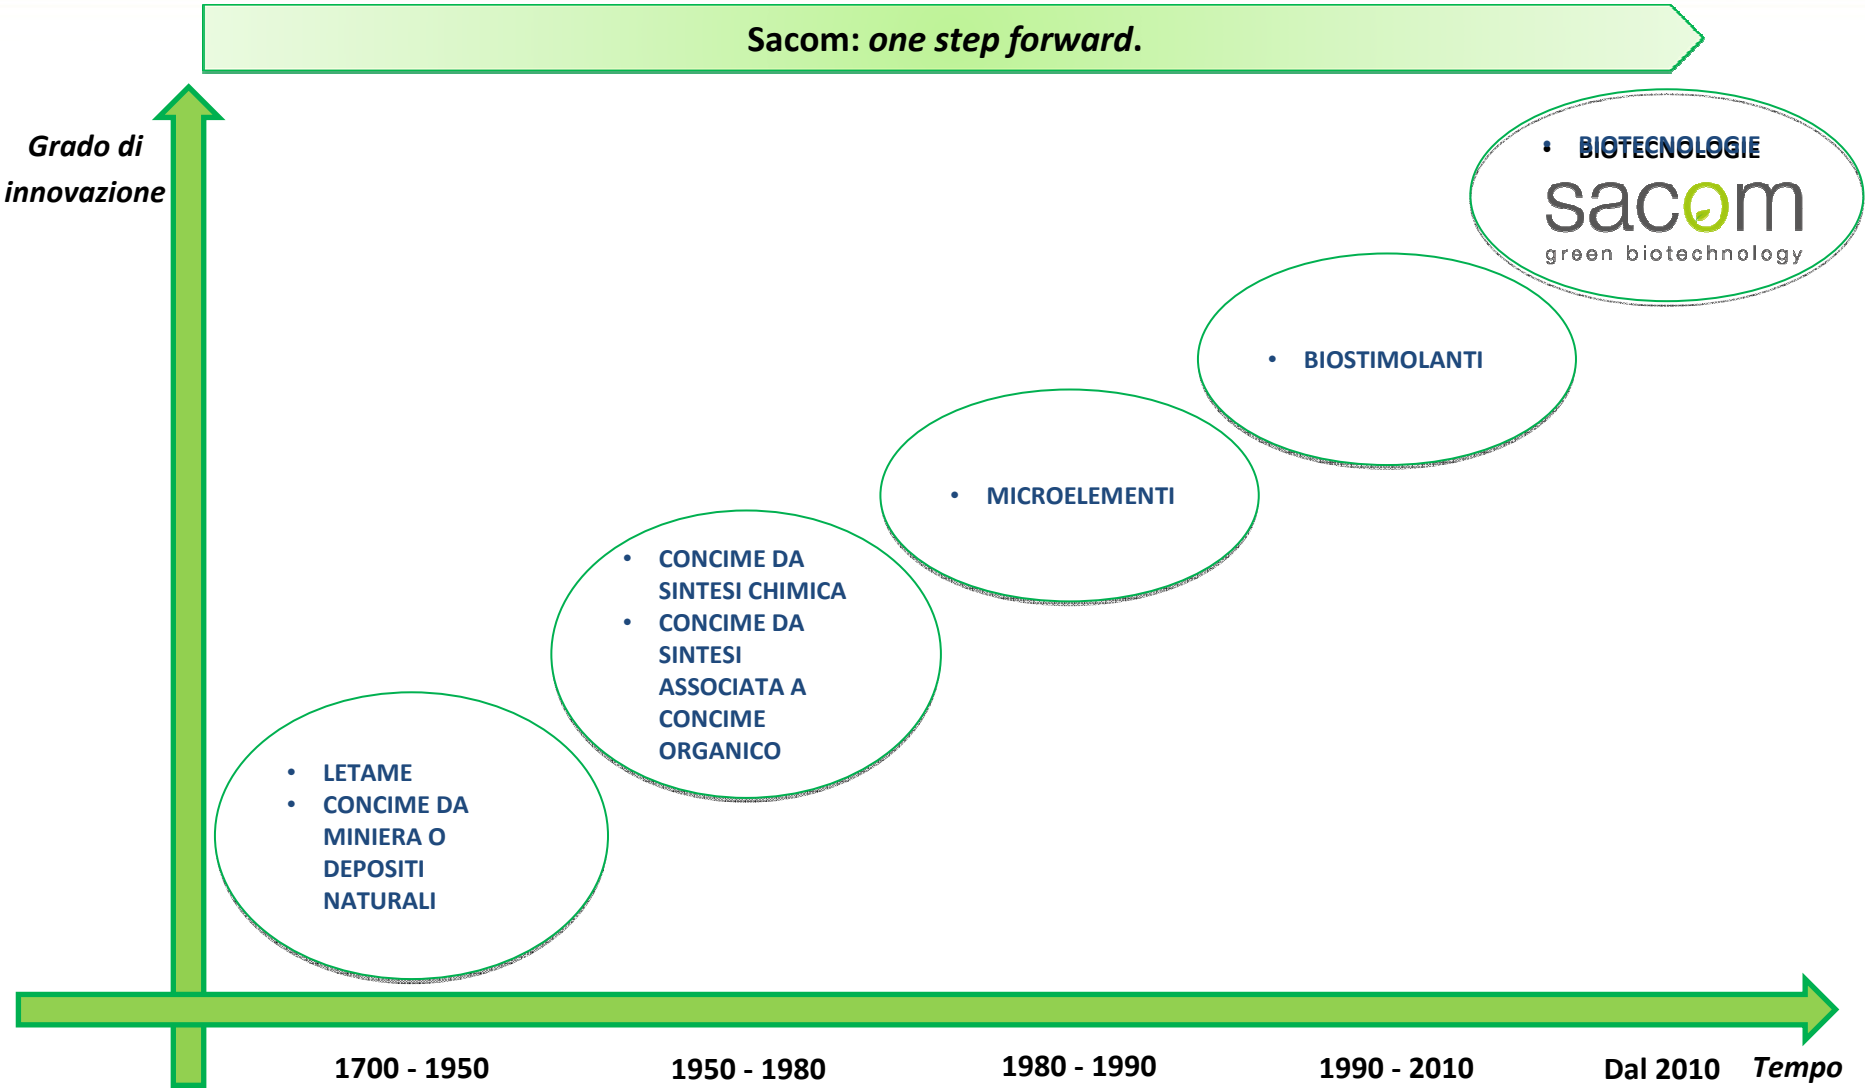 Sacom: one step forward.
Grado di
innovazione
• BIOTECNOLOGIE
sacom
green biotechnology
• BIOSTIMOLANTI
• MICROELEMENTI
• CONCIME DA
SINTESI CHIMICA
• CONCIME DA
SINTESI
ASSOCIATA A
CONCIME
ORGANICO
• LETAME
• CONCIME DA
MINIERA O
DEPOSITI
NATURALI
1700 - 1950
1950 - 1980
1980 - 1990
1990 - 2010
Dal 2010
Tempo